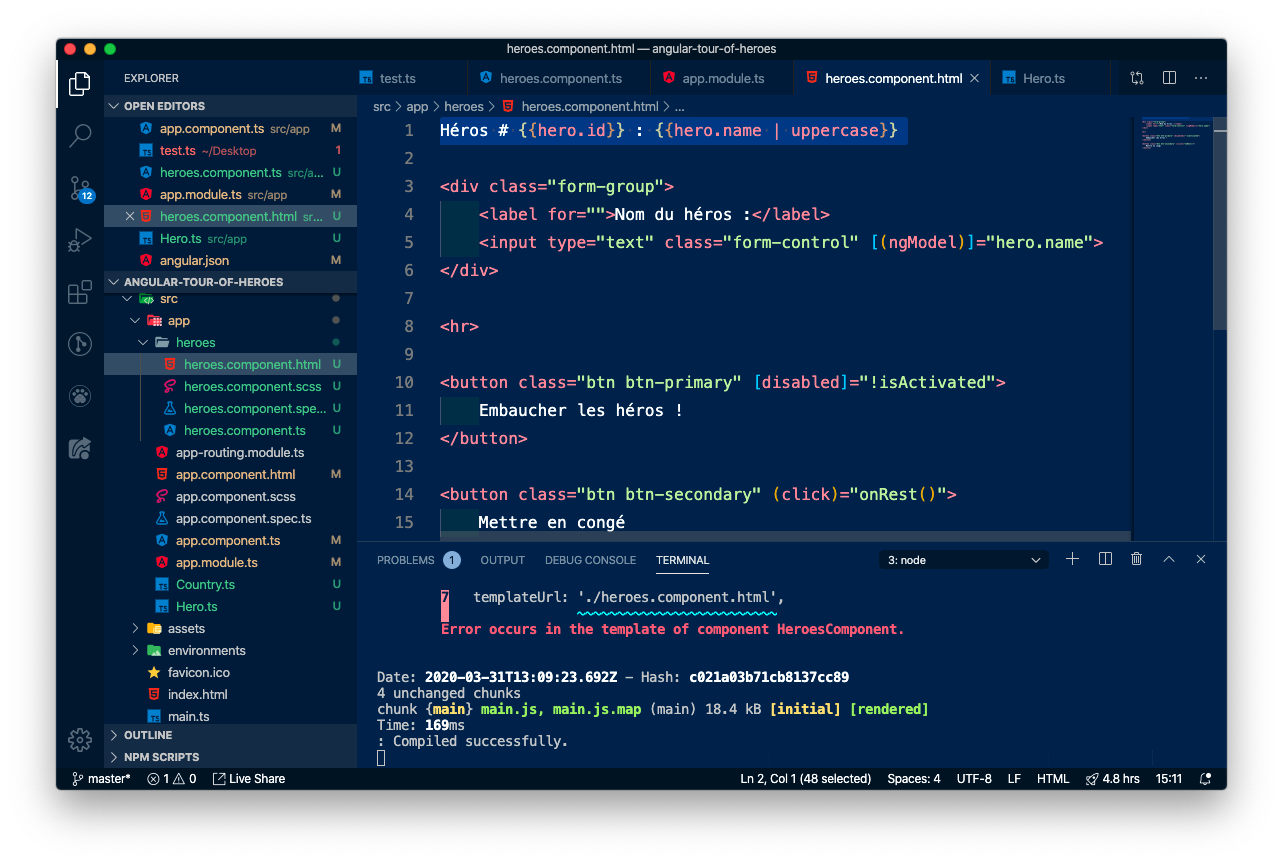 heroes.component.html — angular-tour-of-heroes
EXPLORER
OPEN EDITORS
app.component.ts src/app M
test.ts ~/Desktop 1
heroes.component.ts src/a... U
app.module.ts src/app M
heroes.component.html sr... U
Hero.ts src/app U
angular.json M
ANGULAR-TOUR-OF-HEROES
src
app
heroes
heroes.component.html U
heroes.component.scss U
heroes.component.spe... U
heroes.component.ts U
app-routing.module.ts
app.component.html M
app.component.scss
app.component.spec.ts
app.component.ts M
app.module.ts M
Country.ts U
Hero.ts U
assets
environments
favicon.ico
index.html
main.ts
OUTLINE
NPM SCRIPTS
12
test.ts heroes.component.ts app.module.ts heroes.component.html Hero.ts
src > app > heroes > heroes.component.html > ...
1 Héros # {{hero.id}} : {{hero.name | uppercase}}
2
3 <div class="form-group">
4 <label for="">Nom du héros :</label>
5 <input type="text" class="form-control" [(ngModel)]="hero.name">
6 </div>
7
8 <hr>
9
10 <button class="btn btn-primary" [disabled]="!isActivated">
11 Embaucher les héros !
12 </button>
13
14 <button class="btn btn-secondary" (click)="onRest()">
15 Mettre en congé
PROBLEMS 1 OUTPUT DEBUG CONSOLE TERMINAL 3: node
7 templateUrl: './heroes.component.html',
Error occurs in the template of component HeroesComponent.
Date: 2020-03-31T13:09:23.692Z - Hash: c021a03b71cb8137cc89
4 unchanged chunks
chunk {main} main.js, main.js.map (main) 18.4 kB [initial] [rendered]
Time: 169ms
: Compiled successfully.
master* 1 0 Live Share Ln 2, Col 1 (48 selected) Spaces: 4 UTF-8 LF HTML 4.8 hrs 15:11